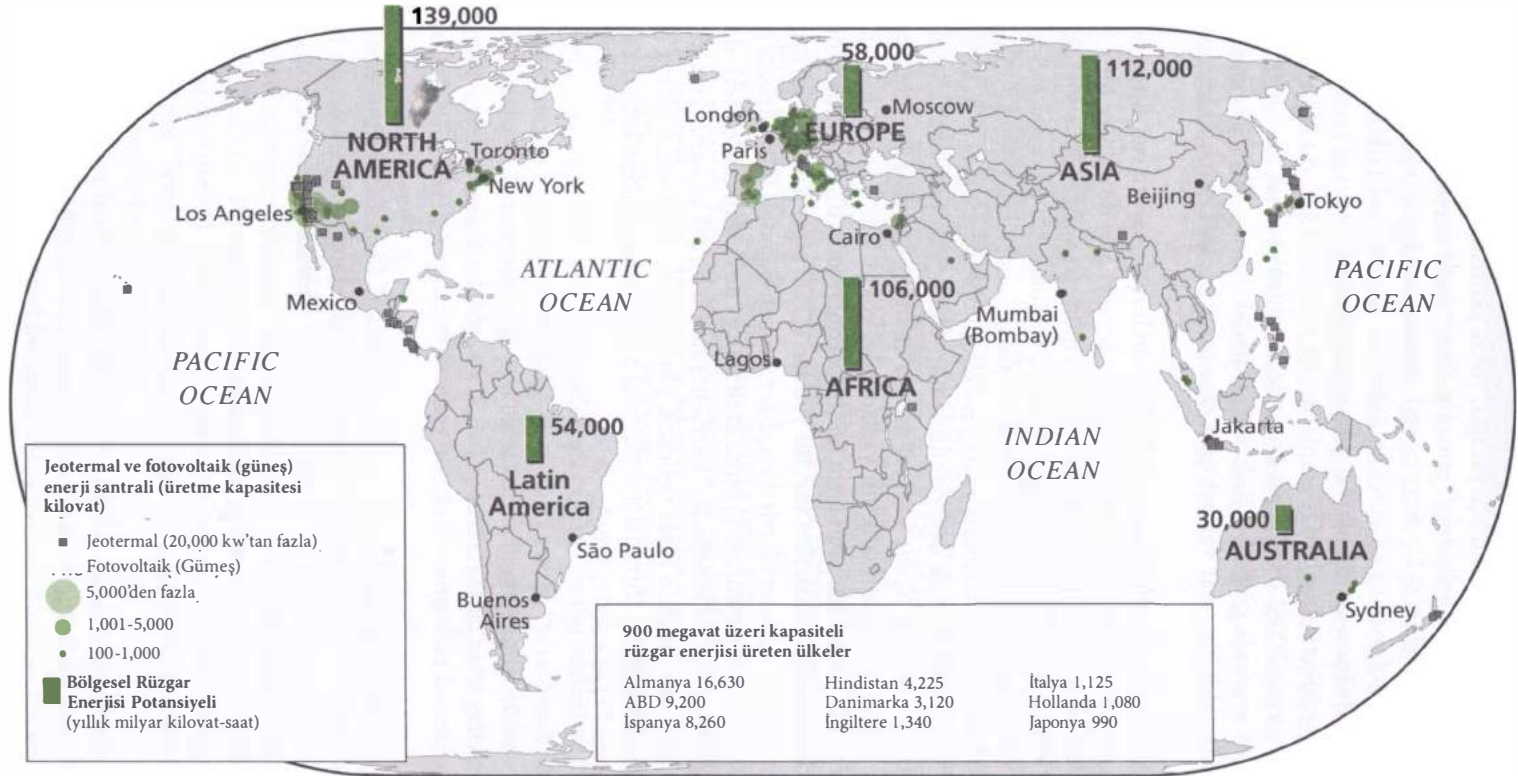 139,000
58,000
112,000
London
Moscow
EUROPE
NORTH
AMERICA
Toronto
Paris
ASIA
New York
Beijing
Los Angeles
Tokyo
Cairo
ATLANTIC
OCEAN
PACIFIC
OCEAN
106,000
Mexico
Mumbai
(Bombay)
PACIFIC
OCEAN
Lagos
AFRICA
54,000
Jakarta
INDIAN
OCEAN
Latin
America
30,000
AUSTRALIA
São Paulo
Buenos
Aires
Sydney
Jeotermal ve fotovoltaik (güneş)
enerji santrali (üretme kapasitesi
kilovat)
Jeotermal (20,000 kw'tan fazla)
Fotovoltaik (Gümeş)
5,000'den fazla
1,001-5,000
100-1,000
Bölgesel Rüzgar
Enerjisi Potansiyeli
(yıllık milyar kilovat-saat)
900 megavat üzeri kapasiteli
rüzgar enerjisi üreten ülkeler
Almanya 16,630
ABD 9,200
İspanya 8,260
Hindistan 4,225
Danimarka 3,120
İngiltere 1,340
İtalya 1,125
Hollanda 1,080
Japonya 990